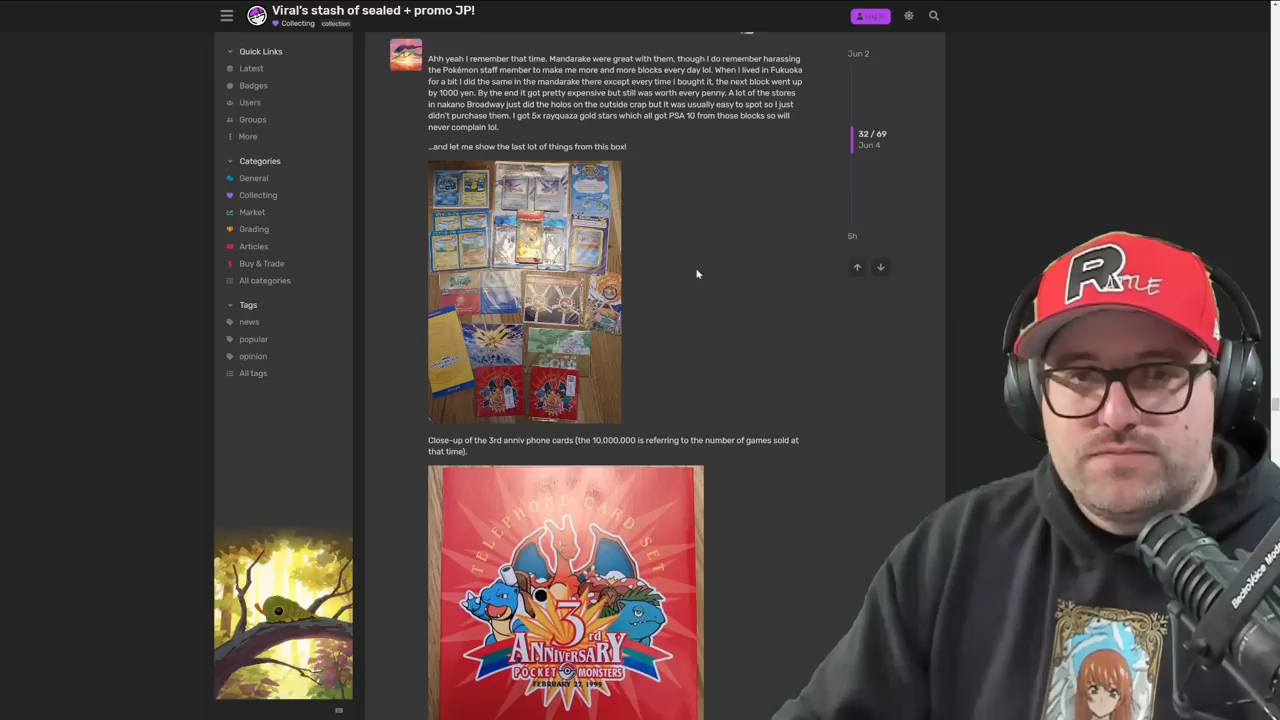 Viral's stash of sealed + promo JP!
Collecting collection
Log In
Quick Links
Latest
Badges
Users
Groups
More
Categories
General
Collecting
Market
Grading
Articles
Buy & Trade
All categories
Tags
news
popular
opinion
All tags
Ahh yeah I remember that time. Mandarake were great with them, though I do remember harassing
the Pokémon staff member to make me more and more blocks every day lol. When I lived in Fukuoka
for a bit I did the same in the mandarake there except every time I bought it, the next block went up
by 1000 yen. By the end it got pretty expensive but still was worth every penny. A lot of the stores
in nakano Broadway just did the holos on the outside crap but it was usually easy to spot so I just
didn't purchase them. I got 5x rayquaza gold stars which all got PSA 10 from those blocks so will
never complain lol.
...and let me show the last lot of things from this box!
Close-up of the 3rd anniv phone cards (the 10,000,000 is referring to the number of games sold at
that time).
TELEPHONE CARD SET
3rd
ANNIVERSARY
POCKET MONSTERS
Jun 2
32 / 69
Jun 4
5h
RATTLE